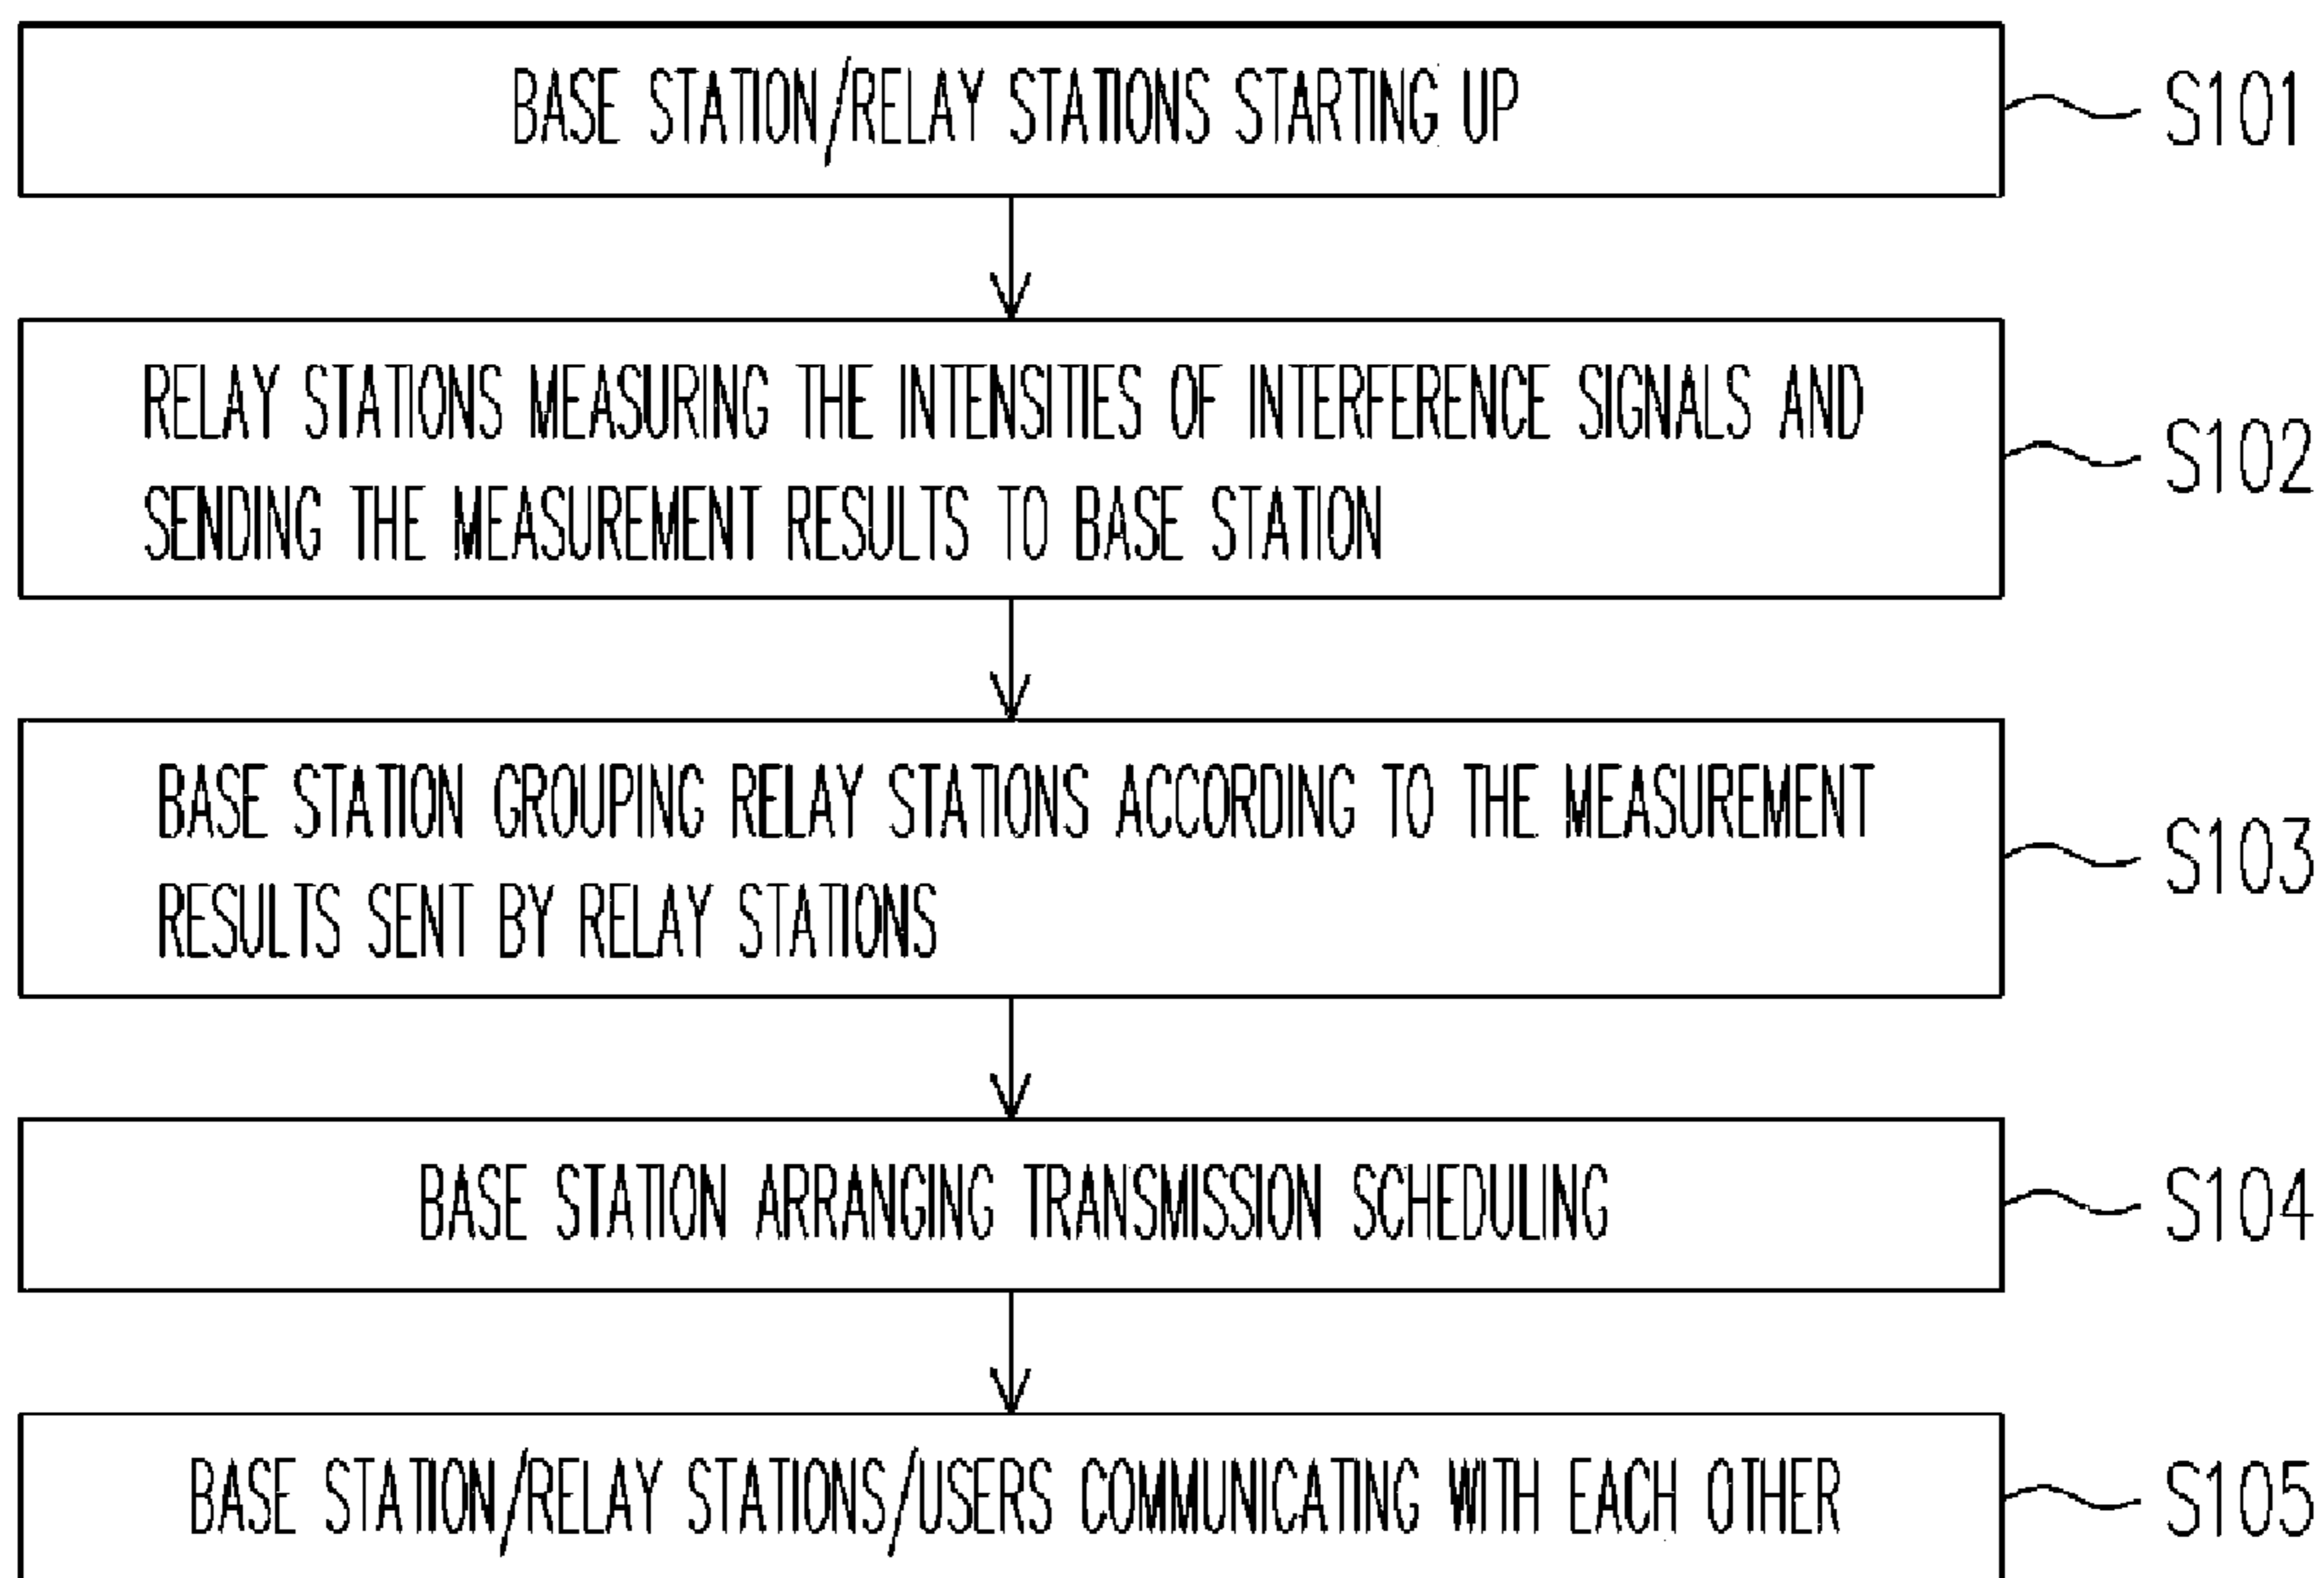 BASE STATION/RELAY STATIONS STARTING UP
S101
RELAY STATIONS MEASURING THE INTENSITIES OF INTERFERENCE SIGNALS AND
SENDING THE MEASUREMENT RESULTS TO BASE STATION
S102
BASE STATION GROUPING RELAY STATIONS ACCORDING TO THE MEASUREMENT
RESULTS SENT BY RELAY STATIONS
S103
BASE STATION ARRANGING TRANSMISSION SCHEDULING
S104
BASE STATION/RELAY STATIONS/USERS COMMUNICATING WITH EACH OTHER
S105